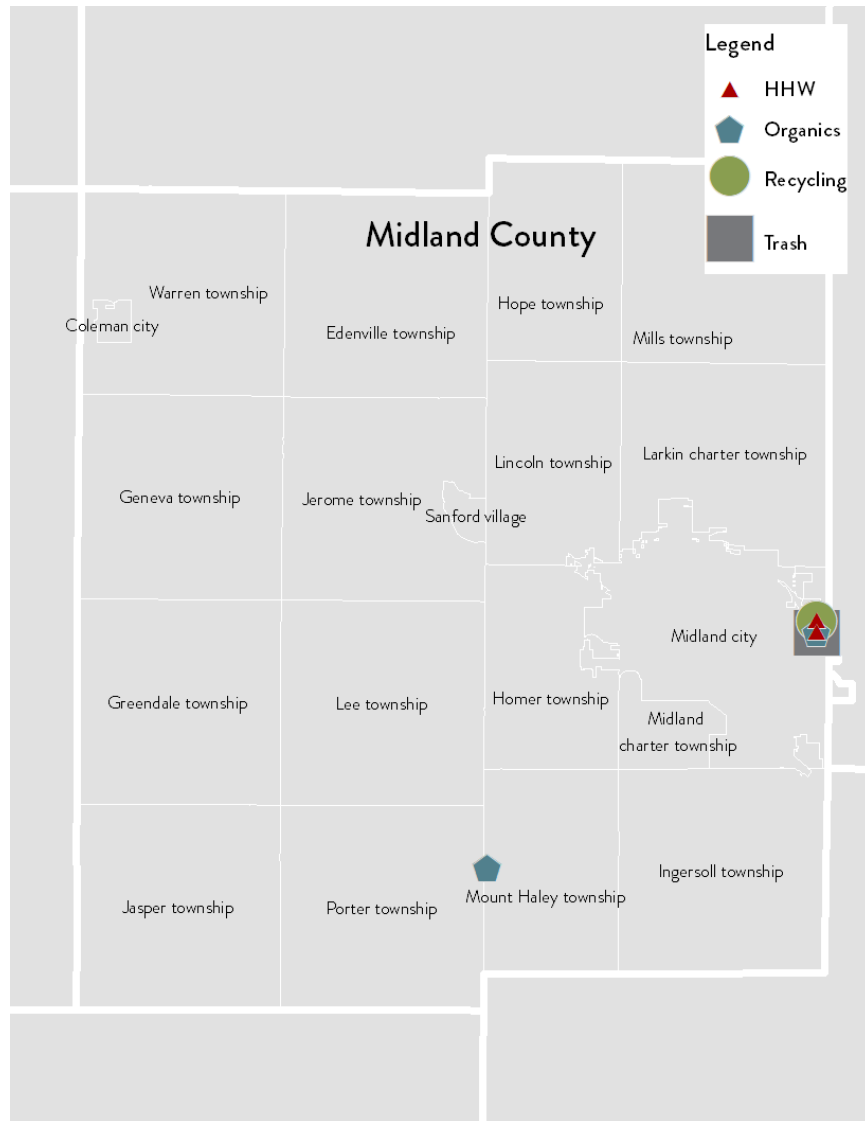 Legend
HHW
Organics
Recycling
Trash
Midland County
Warren township
Coleman city
Edenville township
Hope township
Mills township
Geneva township
Jerome township
Sanford village
Lincoln township
Larkin charter township
Midland city
Greendale township
Lee township
Homer township
Midland
charter township
Jasper township
Porter township
Mount Haley township
Ingersoll township